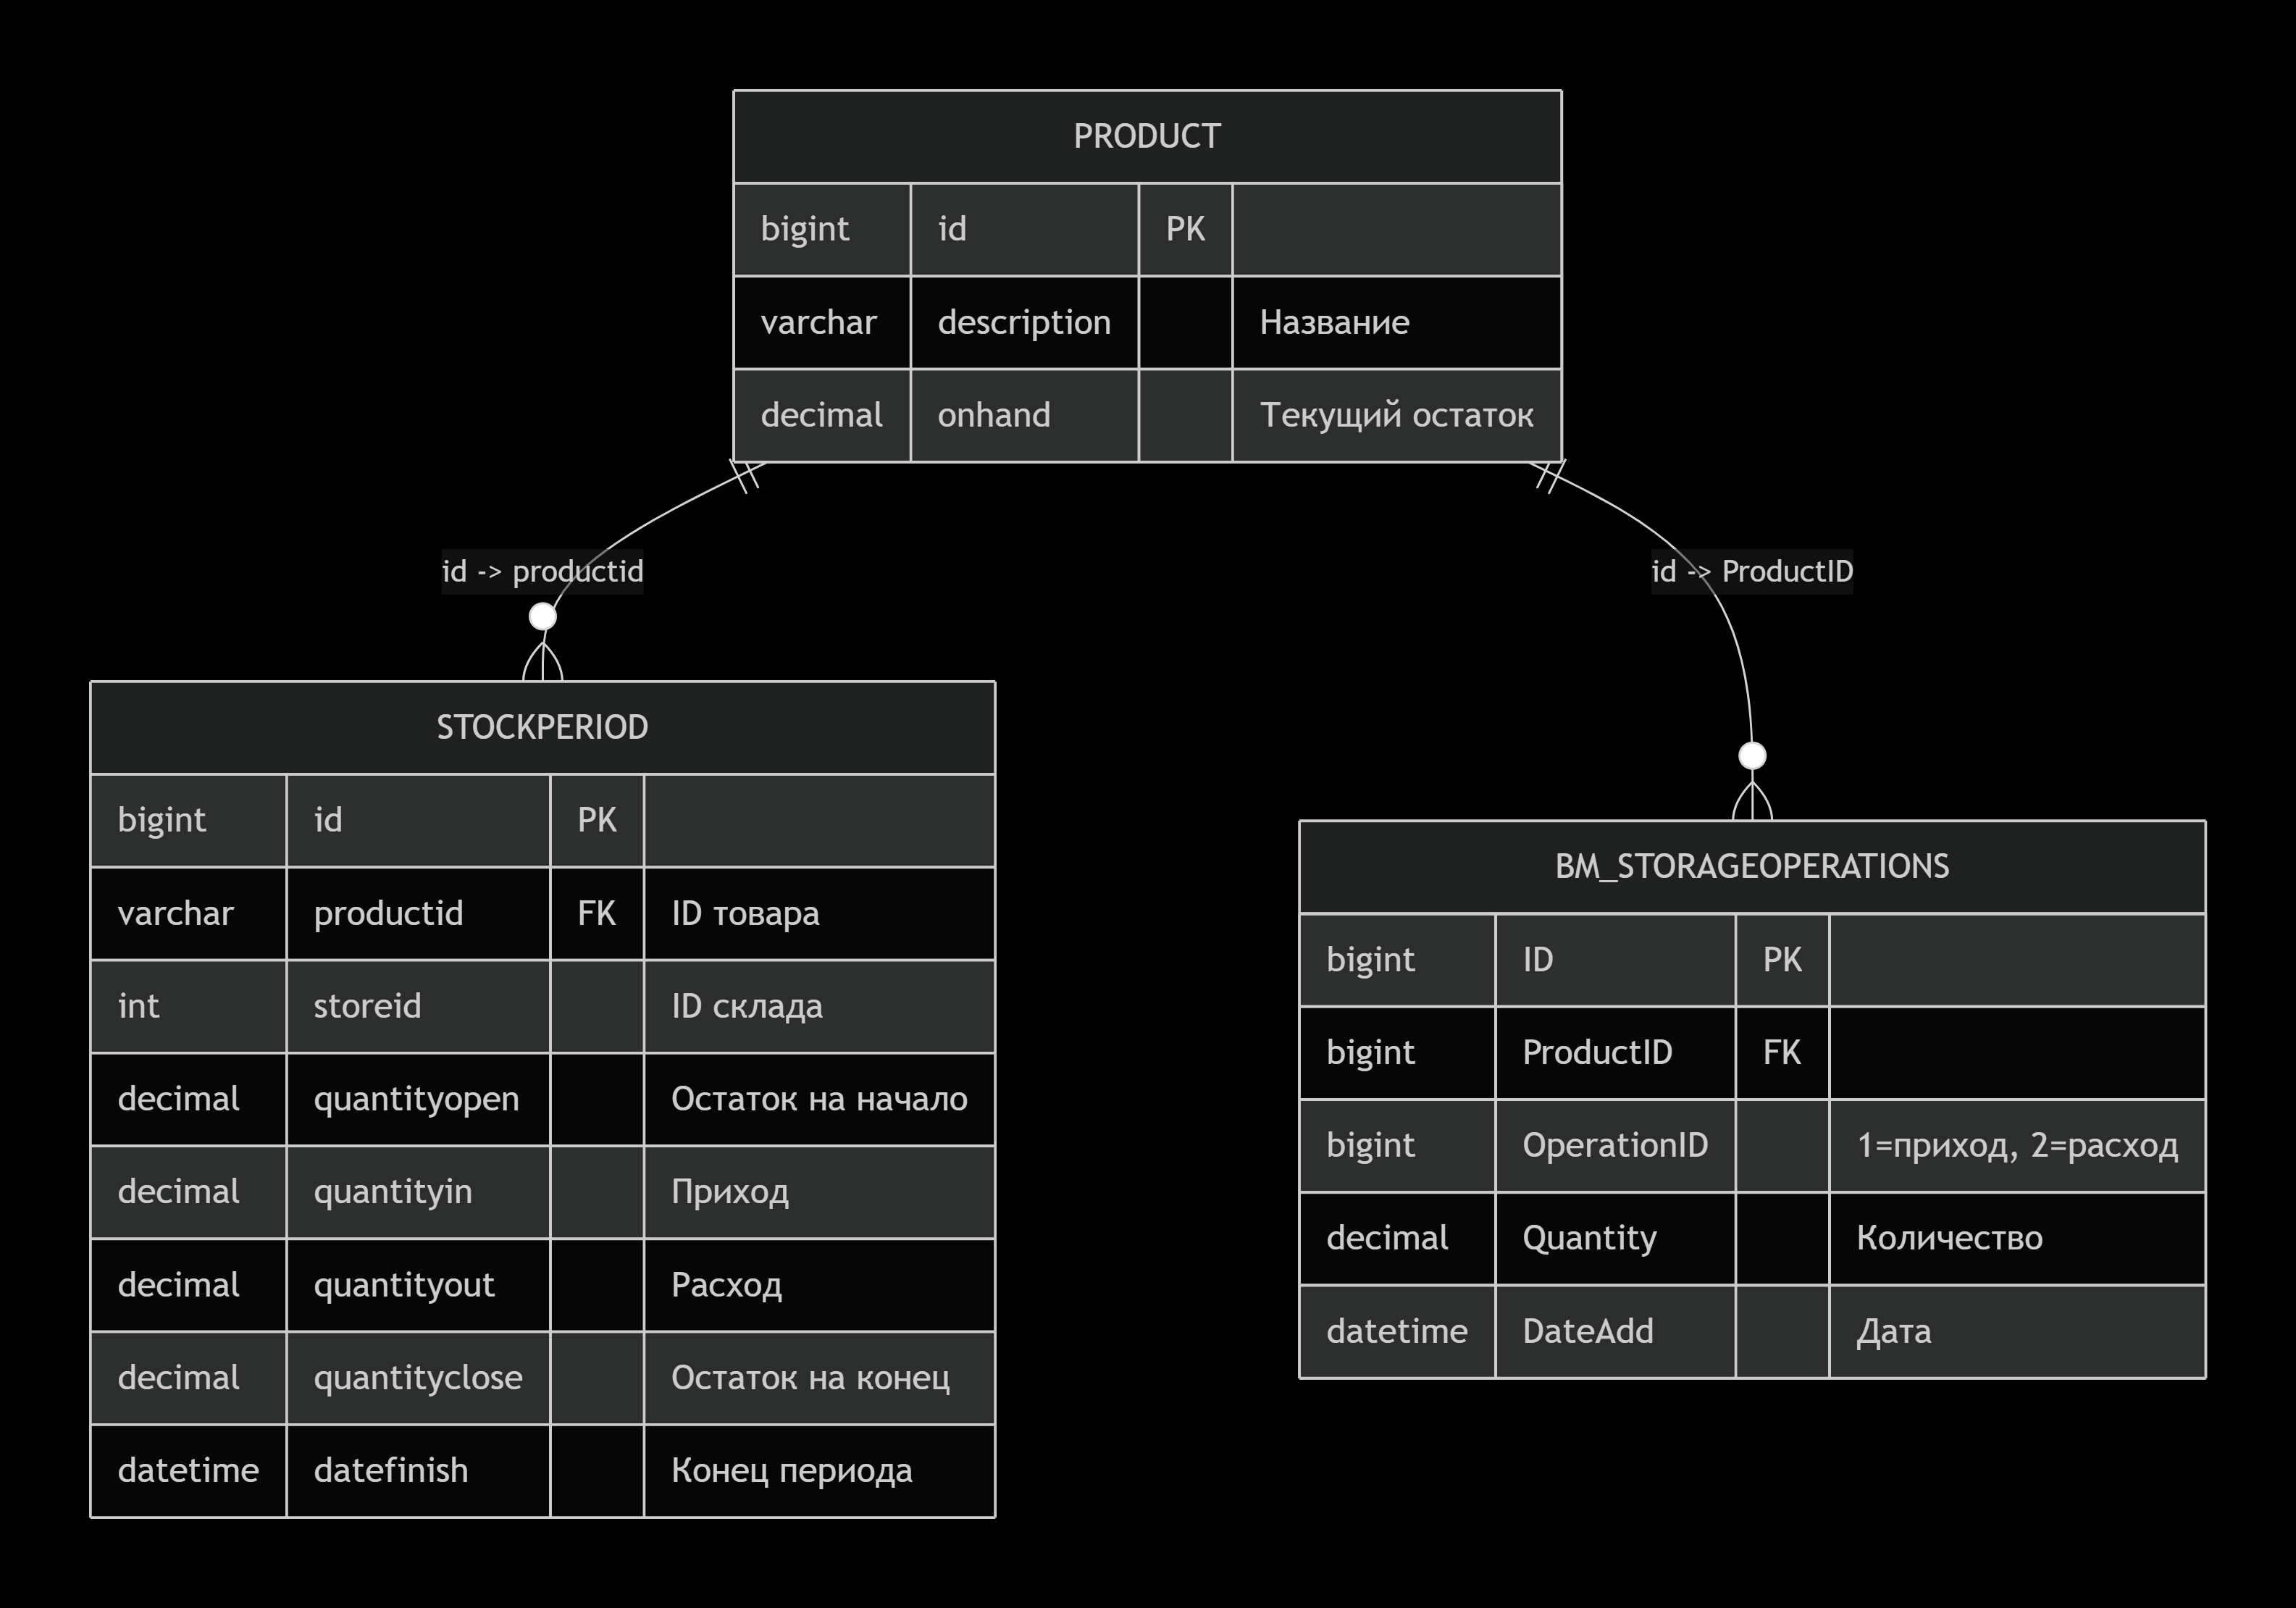 PRODUCT
bigint id PK
varchar description Название
decimal onhand Текущий остаток
id -> productid
id -> ProductID
STOCKPERIOD
bigint id PK
varchar productid FK ID товара
int storeid ID склада
decimal quantityopen Остаток на начало
decimal quantityin Приход
decimal quantityout Расход
decimal quantityclose Остаток на конец
datetime datefinish Конец периода
BM_STORAGEOPERATIONS
bigint ID PK
bigint ProductID FK
bigint OperationID 1=приход, 2=расход
decimal Quantity Количество
datetime DateAdd Дата